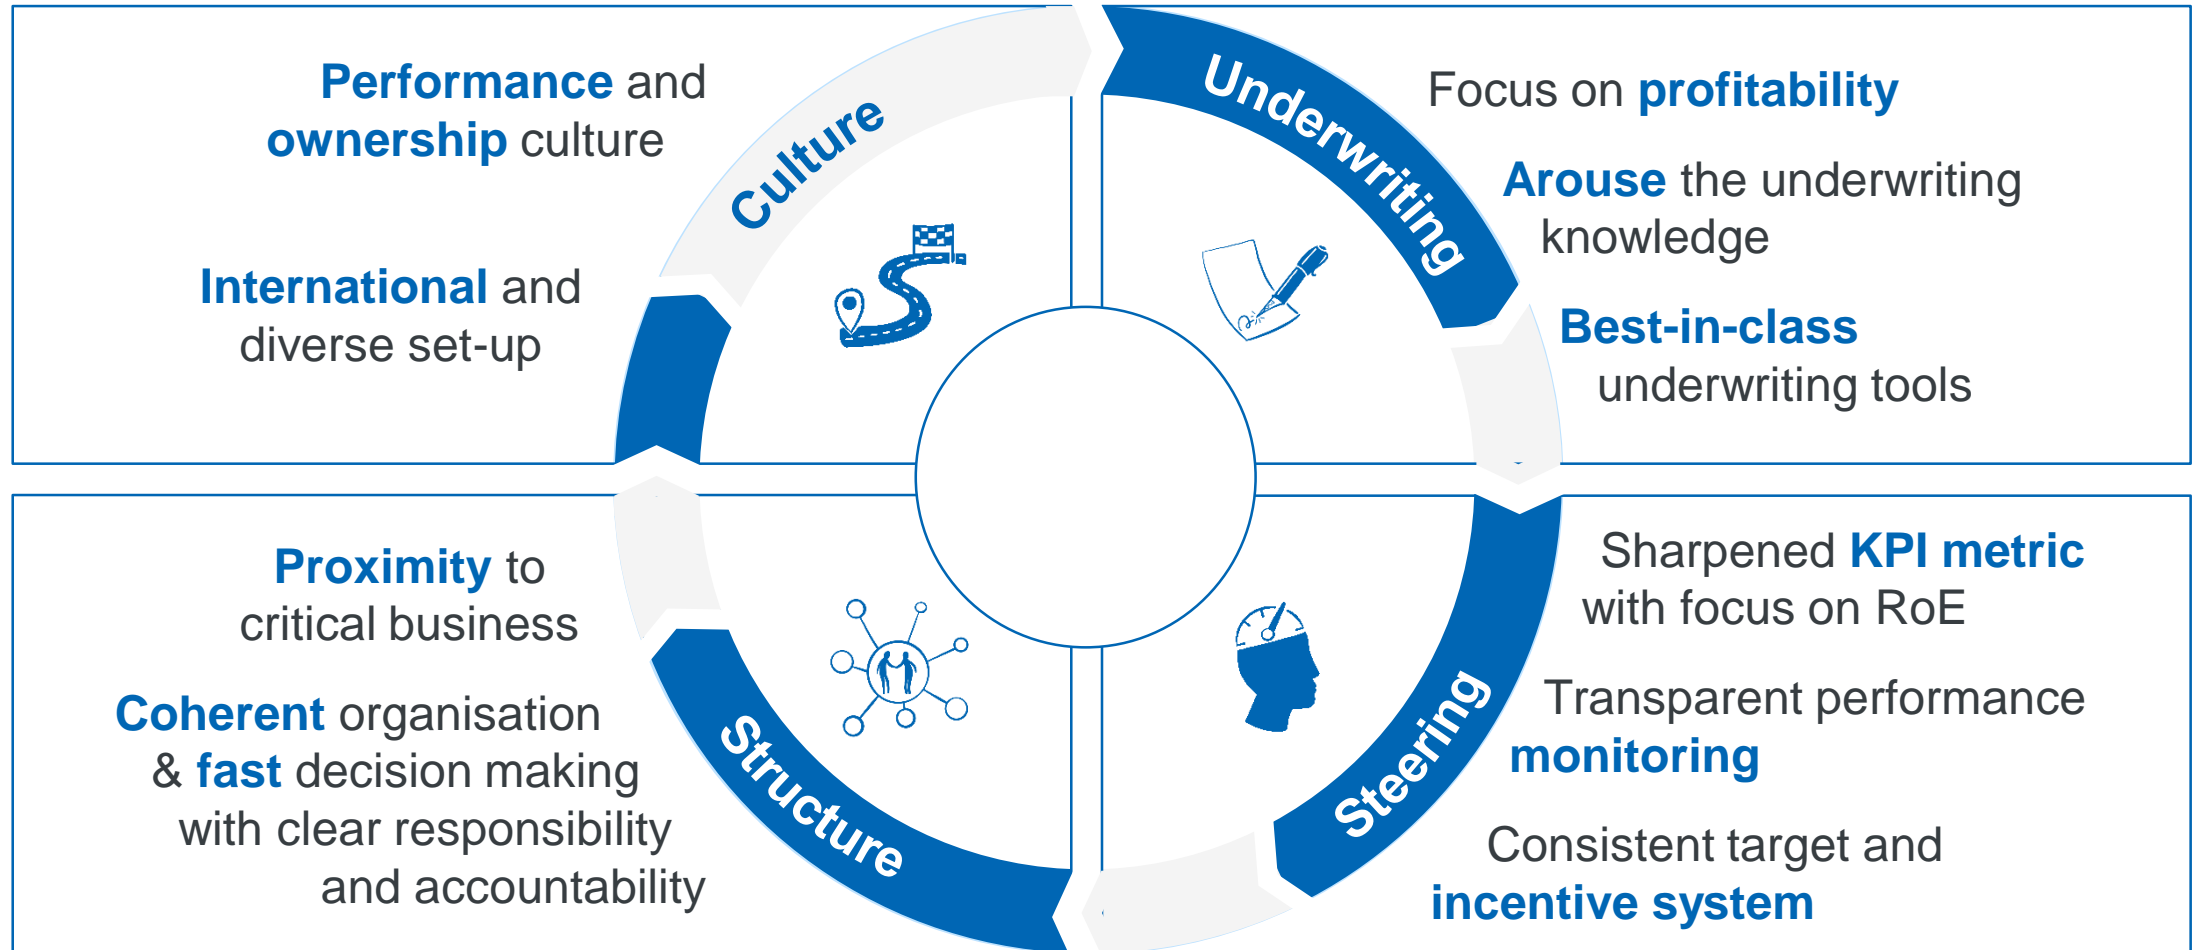 Performance and
ownership culture
International and
diverse set-up
Culture
Underwriting
Focus on profitability
Arouse the underwriting
knowledge
Best-in-class
underwriting tools
Proximity to
critical business
Coherent organisation
& fast decision making
with clear responsibility
and accountability
Structure
Steering
Sharpened KPI metric
with focus on RoE
Transparent performance
monitoring
Consistent target and
incentive system